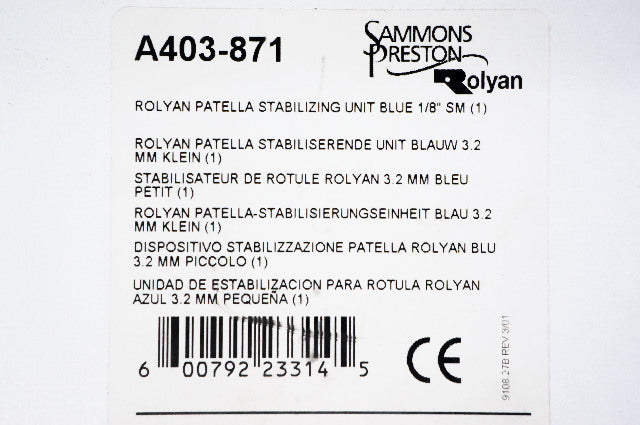 A403-871
SAMMONS
PRESTON
Rolyan
ROLYAN PATELLA STABILIZING UNIT BLUE 1/8" SM (1)
ROLYAN PATELLA STABILISERENDE UNIT BLAUW 3.2
MM KLEIN (1)
STABILISATEUR DE ROTULE ROLYAN 3.2 MM BLEU
PETIT (1)
ROLYAN PATELLA-STABILISIERUNGSEINHEIT BLAU 3.2
MM KLEIN (1)
DISPOSITIVO STABILIZZAZIONE PATELLA ROLYAN BLU
3.2 MM PICCOLO (1)
UNIDAD DE ESTABILIZACION PARA ROTULA ROLYAN
AZUL 3.2 MM PEQUEÑA (1)
6 00792 23314 5
CE
9108 27B REV 3/01